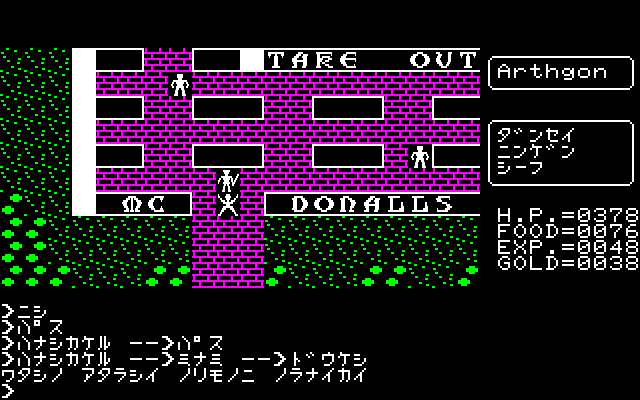 TAKE OUT
Arthgon
ダンセイ
ニンゲン
シーフ
MC DONALLS
H.P.=0378
FOOD=0076
EXP.=0048
GOLD=0038
>ニシ
>パス
>ハナシカケル -->パス
>ハナシカケル -->ミナミ -->ドウケシ
ワタシノ アタラシイ ノリモノニ ノラナイカイ
>